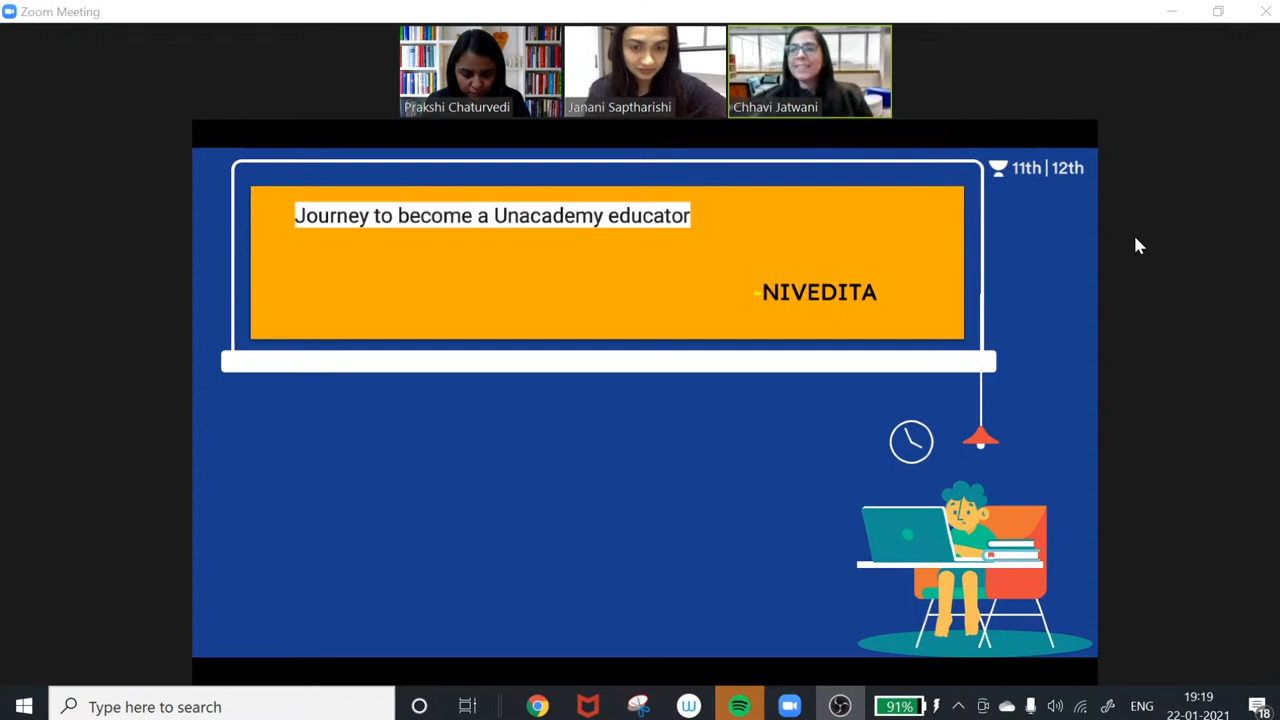 Zoom Meeting
Prakshi Chaturvedi
Janani Saptharishi
Chhavi Jatwani
11th | 12th
Journey to become a Unacademy educator
-NIVEDITA
Type here to search
W
91%
ENG
19:19
22-01-2021
18